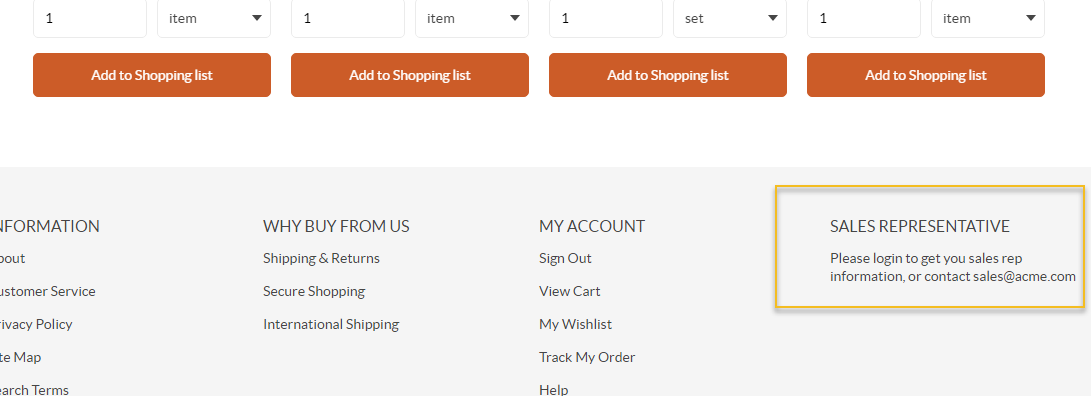 1 item 1 item 1 set 1 item
Add to Shopping list Add to Shopping list Add to Shopping list Add to Shopping list
NFORMATION
bout
ustomer Service
rivacy Policy
te Map
earch Terms
WHY BUY FROM US
Shipping & Returns
Secure Shopping
International Shipping
MY ACCOUNT
Sign Out
View Cart
My Wishlist
Track My Order
Help
SALES REPRESENTATIVE
Please login to get you sales rep
information, or contact sales@acme.com